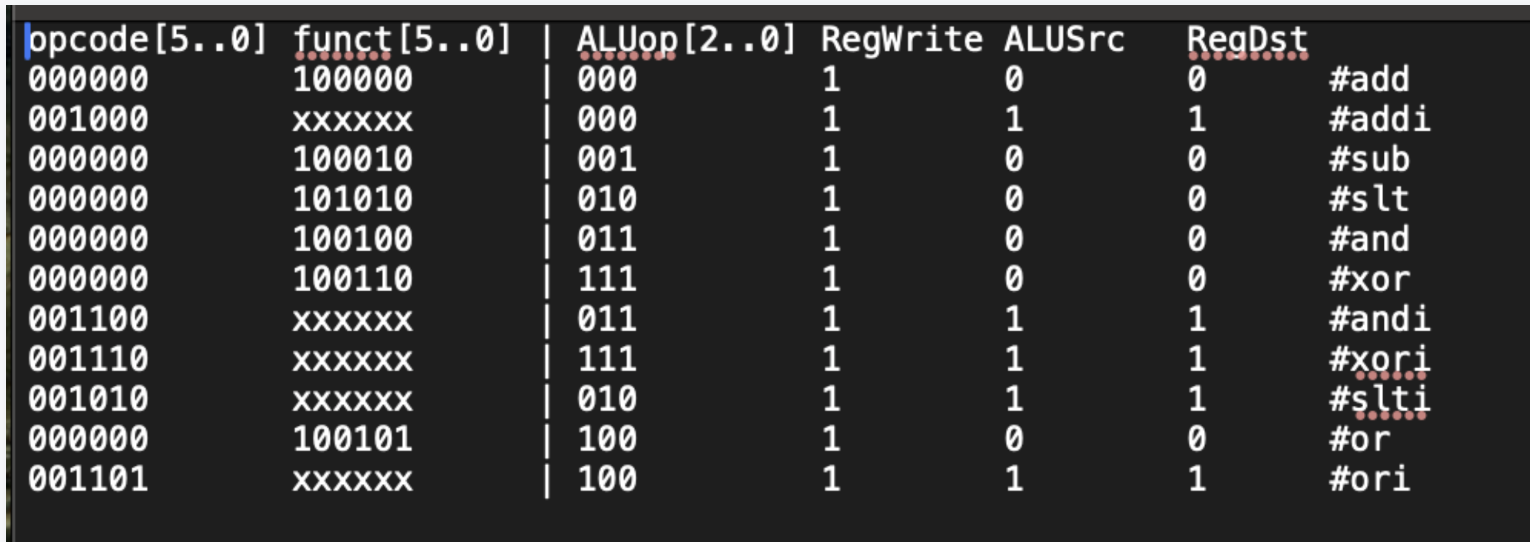 opcode[5..0] funct[5..0] | ALUop[2..0] RegWrite ALUSrc RegDst
000000 100000 | 000 1 0 0 #add
001000 xxxxxx | 000 1 1 1 #addi
000000 100010 | 001 1 0 0 #sub
000000 101010 | 010 1 0 0 #slt
000000 100100 | 011 1 0 0 #and
000000 100110 | 111 1 0 0 #xor
001100 xxxxxx | 011 1 1 1 #andi
001110 xxxxxx | 111 1 1 1 #xori
001010 xxxxxx | 010 1 1 1 #slti
000000 100101 | 100 1 0 0 #or
001101 xxxxxx | 100 1 1 1 #ori